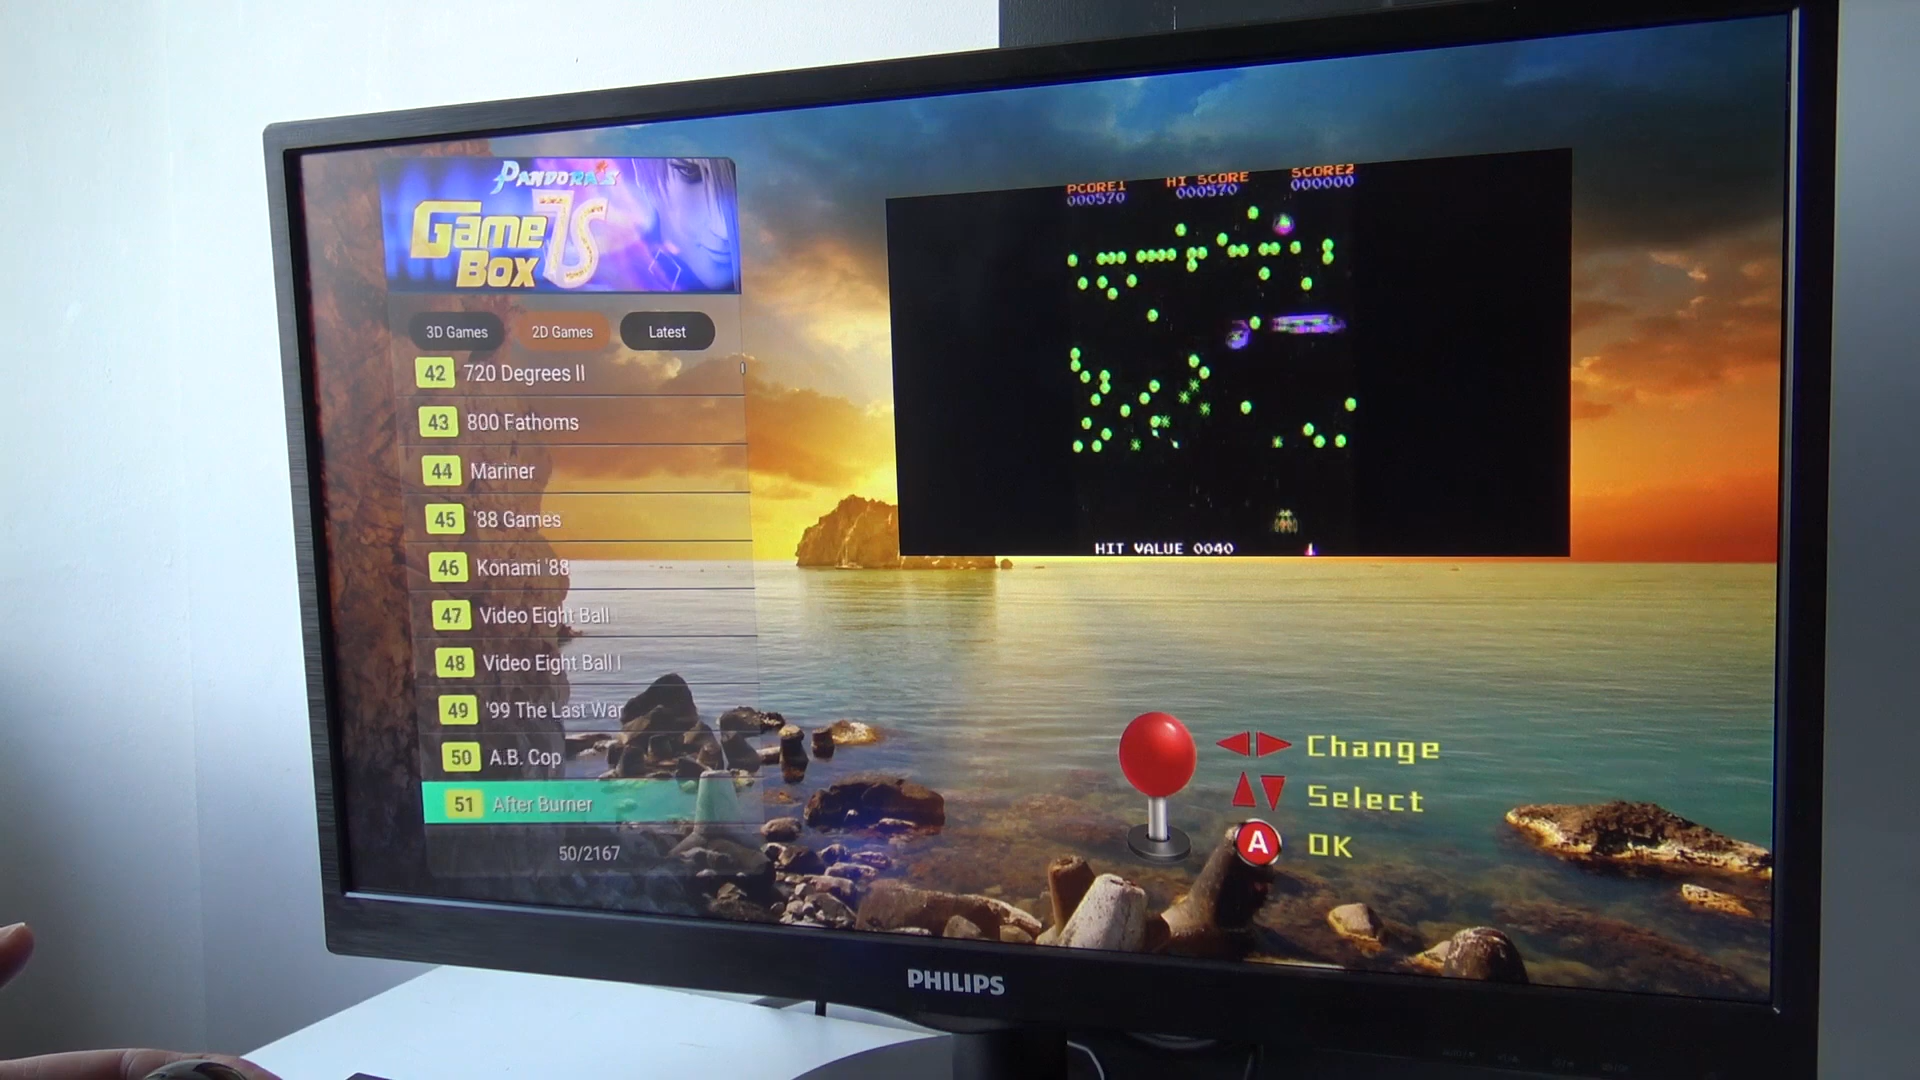 PANDORA'S
GAME BOX 7S
3D Games
2D Games
Latest
42 720 Degrees II
43 800 Fathoms
44 Mariner
45 '88 Games
46 Konami '88
47 Video Eight Ball
48 Video Eight Ball I
49 '99 The Last War
50 A.B. Cop
51 After Burner
50/2167
PCORE1 HI SCORE SCORE2
000570 000570 000000
HIT VALUE 0040
Change
Select
A OK
PHILIPS